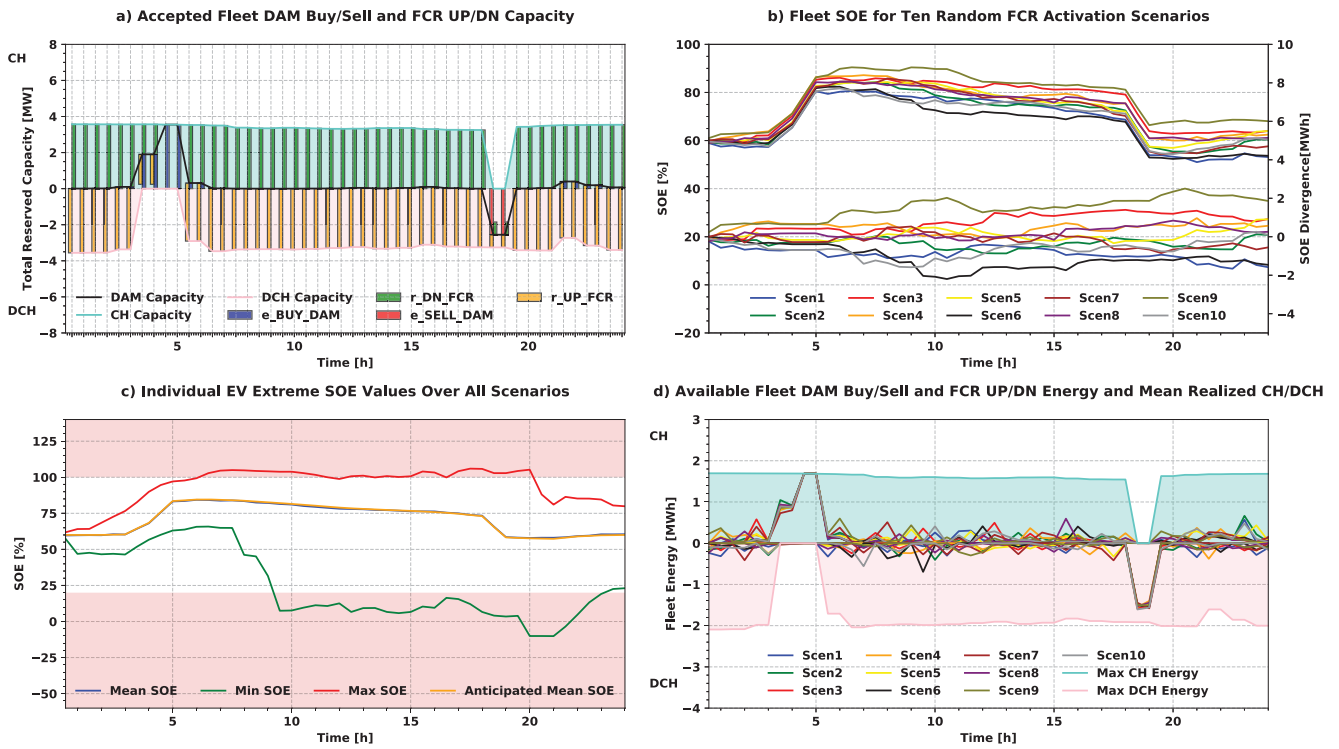 a) Accepted Fleet DAM Buy/Sell and FCR UP/DN Capacity
CH
DCH
Total Reserved Capacity [MW]
8
6
4
2
0
−2
−4
−6
−8
DAM Capacity
CH Capacity
DCH Capacity
e_BUY_DAM
r_DN_FCR
e_SELL_DAM
r_UP_FCR
5
10
15
20
Time [h]
b) Fleet SOE for Ten Random FCR Activation Scenarios
SOE [%]
100
80
60
40
20
0
−20
SOE Divergence[MWh]
10
8
6
4
2
0
−2
−4
Scen1
Scen2
Scen3
Scen4
Scen5
Scen6
Scen7
Scen8
Scen9
Scen10
5
10
15
20
Time [h]
c) Individual EV Extreme SOE Values Over All Scenarios
SOE [%]
125
100
75
50
25
0
−25
−50
Mean SOE
Min SOE
Max SOE
Anticipated Mean SOE
5
10
15
20
Time [h]
d) Available Fleet DAM Buy/Sell and FCR UP/DN Energy and Mean Realized CH/DCH
CH
DCH
Fleet Energy [MWh]
3
2
1
0
−1
−2
−3
−4
Scen1
Scen2
Scen3
Scen4
Scen5
Scen6
Scen7
Scen8
Scen9
Scen10
Max CH Energy
Max DCH Energy
5
10
15
20
Time [h]